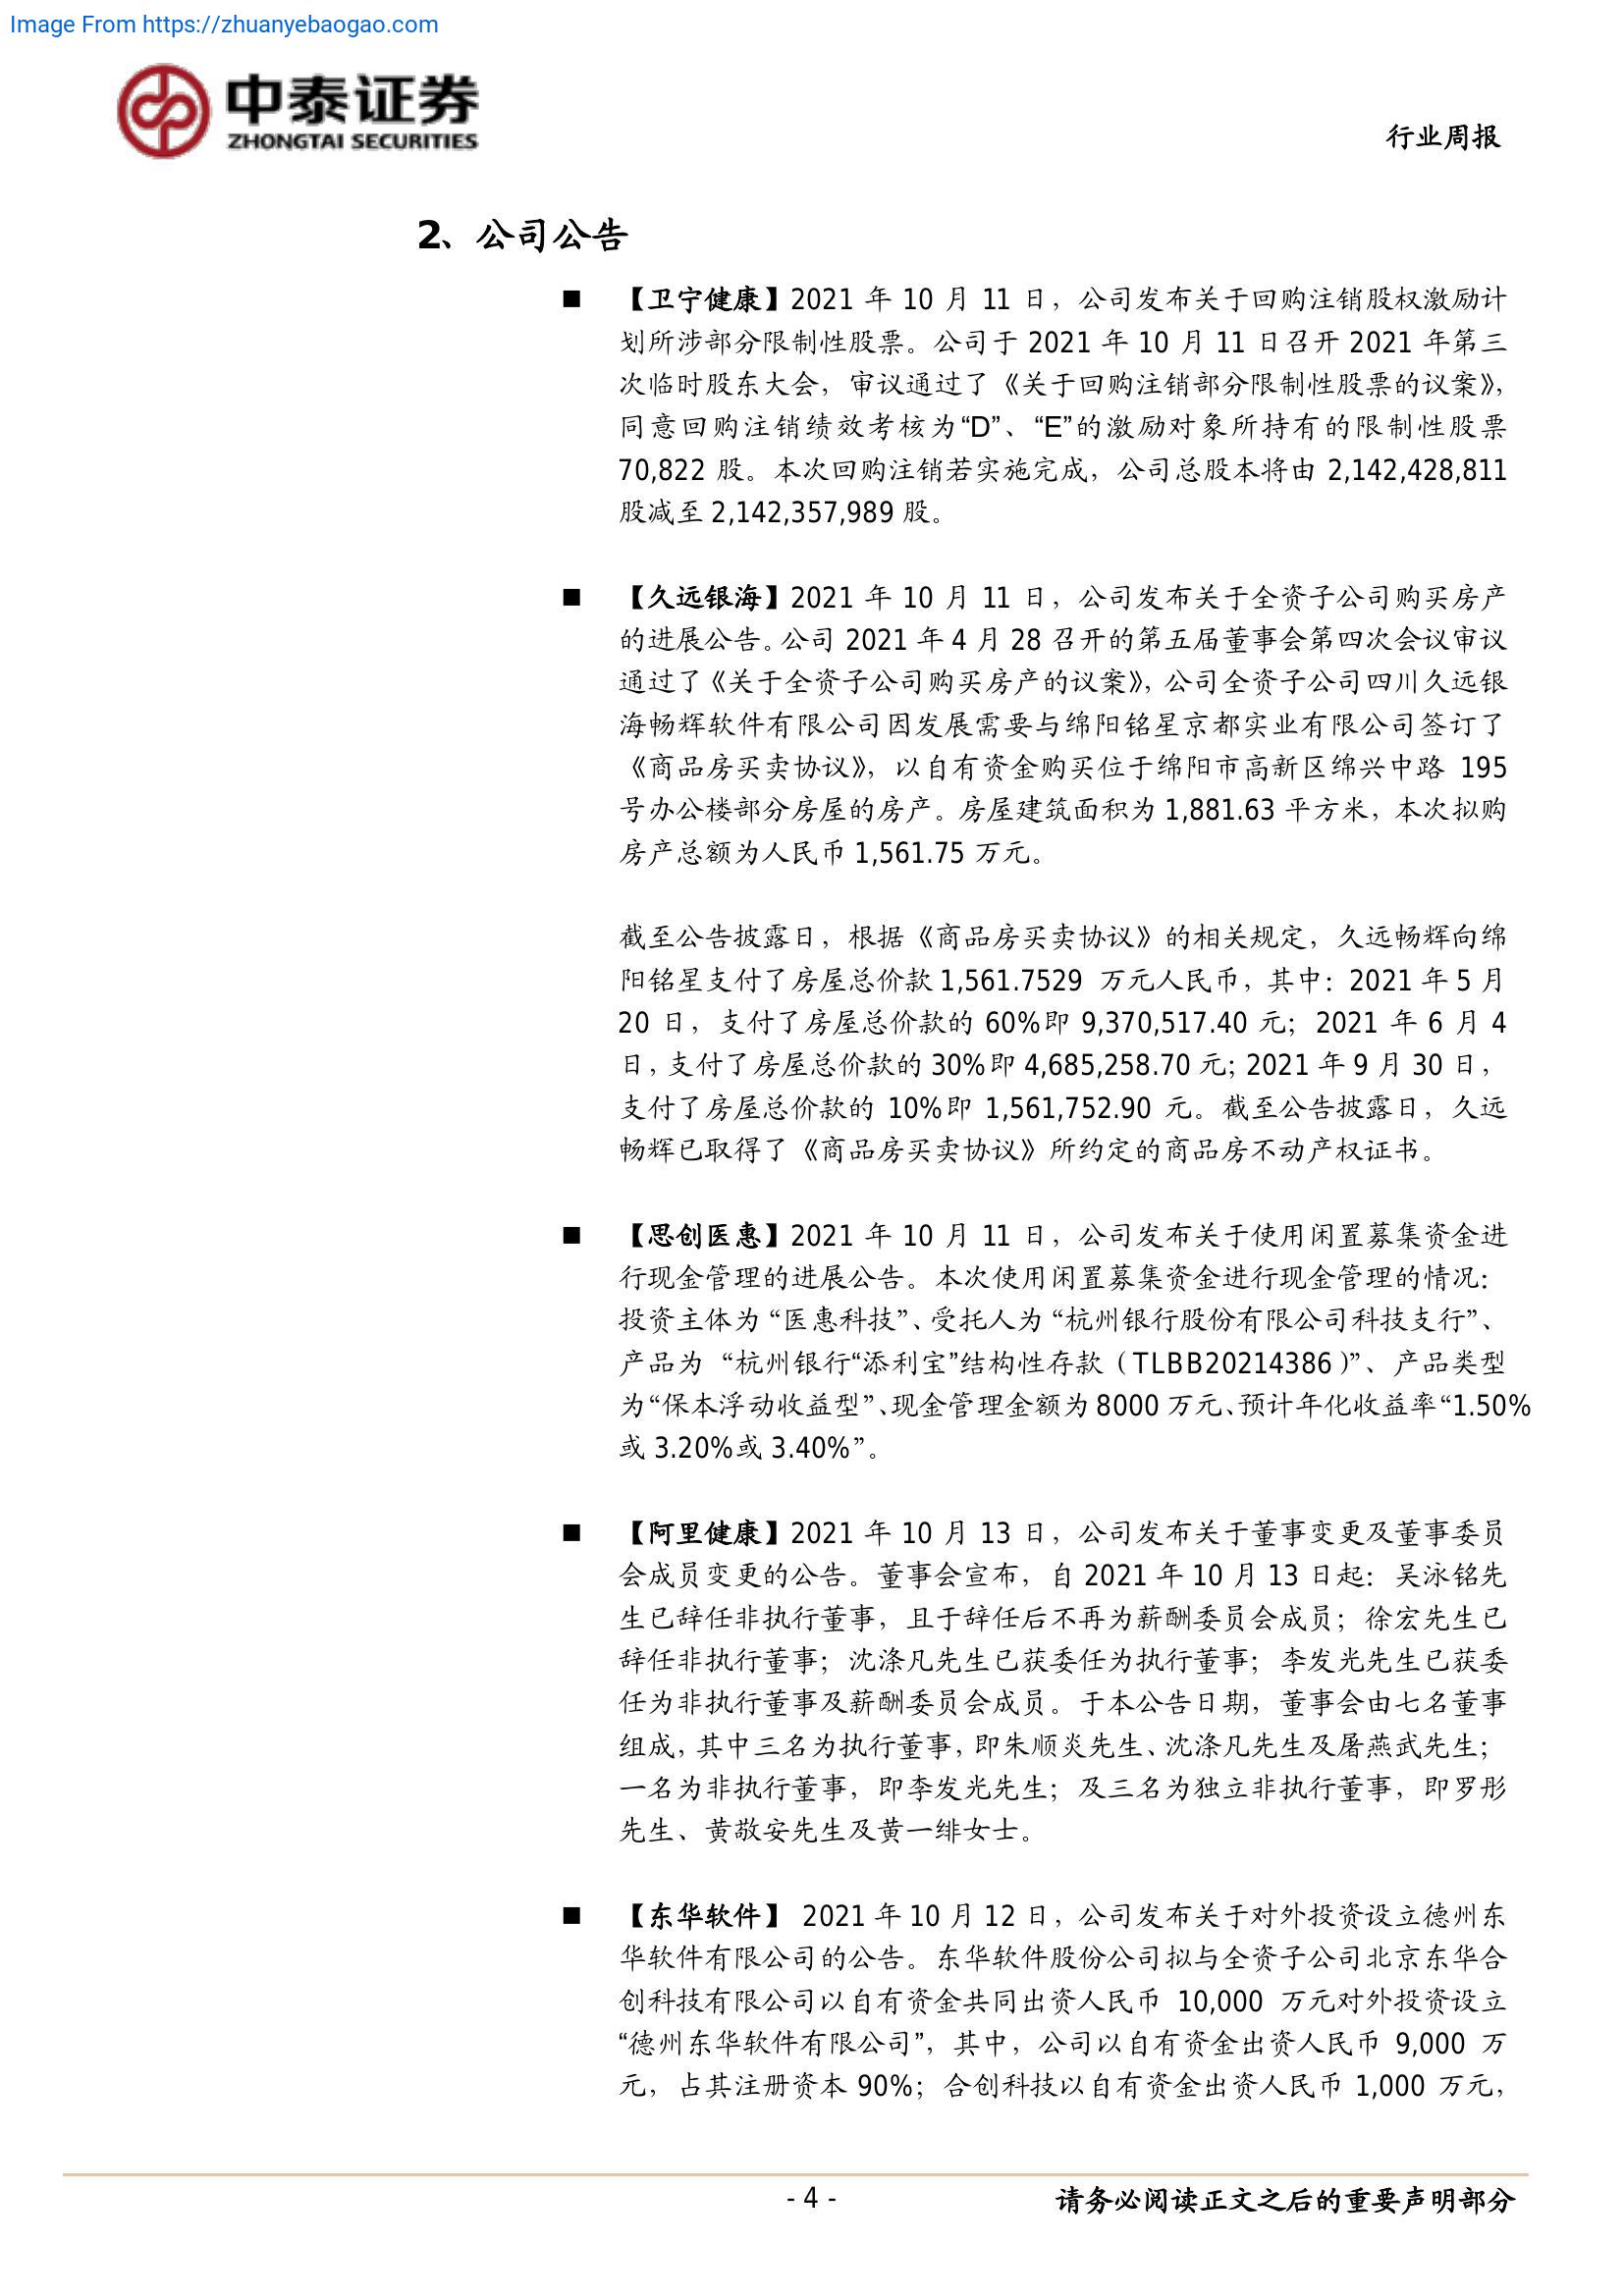 Image From https://zhuanyebaogao.com
中泰证券
ZHONGTAI SECURITIES
行业周报
2、公司公告
■ 【卫宁健康】2021 年 10 月 11 日，公司发布关于回购注销股权激励计
划所涉部分限制性股票。公司于 2021 年 10 月 11 日召开 2021 年第三
次临时股东大会，审议通过了《关于回购注销部分限制性股票的议案》，
同意回购注销绩效考核为“D”、“E”的激励对象所持有的限制性股票
70,822 股。本次回购注销若实施完成，公司总股本将由 2,142,428,811
股减至 2,142,357,989 股。
■ 【久远银海】2021 年 10 月 11 日，公司发布关于全资子公司购买房产
的进展公告。公司 2021 年 4 月 28 召开的第五届董事会第四次会议审议
通过了《关于全资子公司购买房产的议案》，公司全资子公司四川久远银
海畅辉软件有限公司因发展需要与绵阳铭星京都实业有限公司签订了
《商品房买卖协议》，以自有资金购买位于绵阳市高新区绵兴中路 195
号办公楼部分房屋的房产。房屋建筑面积为 1,881.63 平方米，本次拟购
房产总额为人民币 1,561.75 万元。
截至公告披露日，根据《商品房买卖协议》的相关规定，久远畅辉向绵
阳铭星支付了房屋总价款 1,561.7529 万元人民币，其中：2021 年 5 月
20 日，支付了房屋总价款的 60%即 9,370,517.40 元；2021 年 6 月 4
日，支付了房屋总价款的 30%即 4,685,258.70 元；2021 年 9 月 30 日，
支付了房屋总价款的 10%即 1,561,752.90 元。截至公告披露日，久远
畅辉已取得了《商品房买卖协议》所约定的商品房不动产权证书。
■ 【思创医惠】2021 年 10 月 11 日，公司发布关于使用闲置募集资金进
行现金管理的进展公告。本次使用闲置募集资金进行现金管理的情况：
投资主体为 “医惠科技”、受托人为 “杭州银行股份有限公司科技支行”、
产品为 “杭州银行“添利宝”结构性存款（TLBB20214386）”、产品类型
为“保本浮动收益型”、现金管理金额为 8000 万元、预计年化收益率“1.50%
或 3.20%或 3.40%”。
■ 【阿里健康】2021 年 10 月 13 日，公司发布关于董事变更及董事委员
会成员变更的公告。董事会宣布，自 2021 年 10 月 13 日起：吴泳铭先
生已辞任非执行董事，且于辞任后不再为薪酬委员会成员；徐宏先生已
辞任非执行董事；沈涤凡先生已获委任为执行董事；李发光先生已获委
任为非执行董事及薪酬委员会成员。于本公告日期，董事会由七名董事
组成，其中三名为执行董事，即朱顺炎先生、沈涤凡先生及屠燕武先生；
一名为非执行董事，即李发光先生；及三名为独立非执行董事，即罗彤
先生、黄敬安先生及黄一绯女士。
■ 【东华软件】 2021 年 10 月 12 日，公司发布关于对外投资设立德州东
华软件有限公司的公告。东华软件股份公司拟与全资子公司北京东华合
创科技有限公司以自有资金共同出资人民币 10,000 万元对外投资设立
“德州东华软件有限公司”，其中，公司以自有资金出资人民币 9,000 万
元，占其注册资本 90%；合创科技以自有资金出资人民币 1,000 万元，
- 4 -
请务必阅读正文之后的重要声明部分